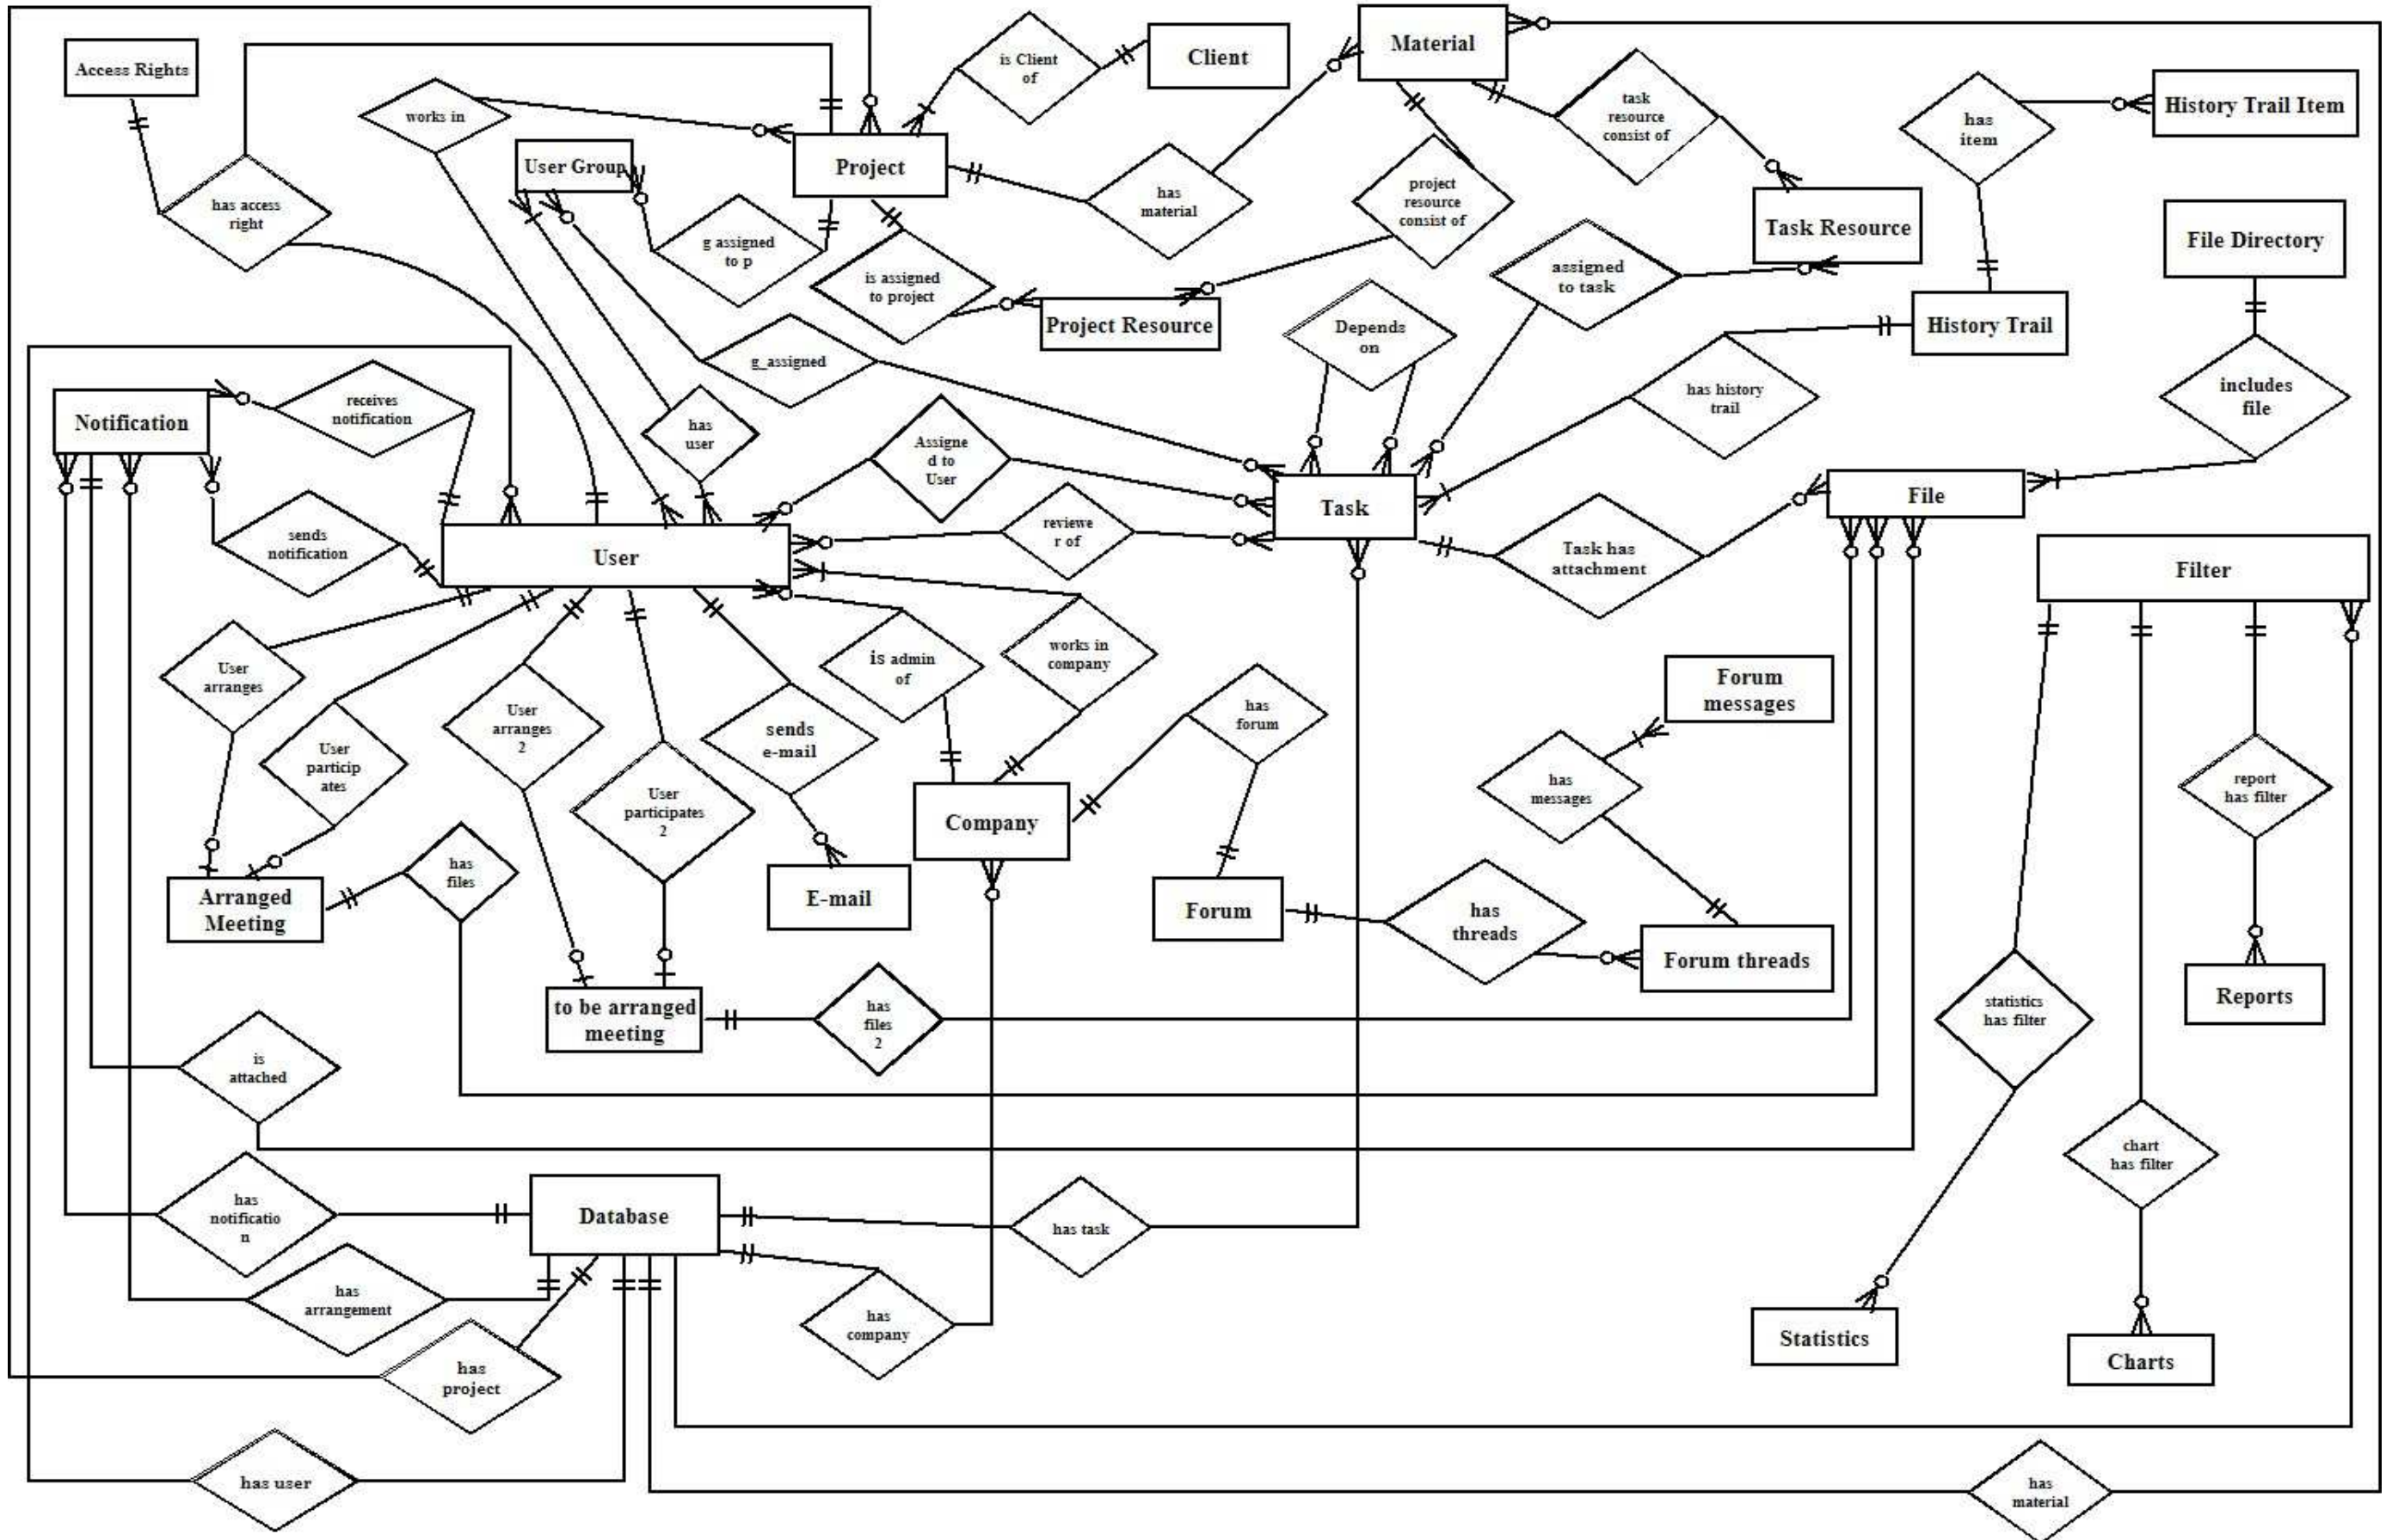 is Client
of
Client
Material
Access Rights
works in
task
resource
consist of
has
item
History Trail Item
User Group
Project
has
material
project
resource
consist of
has access
right
g assigned
to p
Task Resource
File Directory
is assigned
to project
assigned
to task
Project Resource
Depends
on
History Trail
g_assigned
has history
trail
includes
file
Notification
receives
notification
has
user
Assigne
d to
User
Task
File
sends
notification
User
reviewe
r of
Task has
attachment
Filter
User
arranges
is admin
of
works in
company
Forum
messages
User
arranges
2
sends
e-mail
has
forum
User
particip
ates
User
participates
2
has
messages
report
has filter
Company
has
files
Arranged
Meeting
E-mail
Forum
has
threads
Forum threads
Reports
to be arranged
meeting
has
files
2
statistics
has filter
is
attached
chart
has filter
has
notificatio
n
Database
has task
has
arrangement
has
company
Statistics
Charts
has
project
has user
has
material